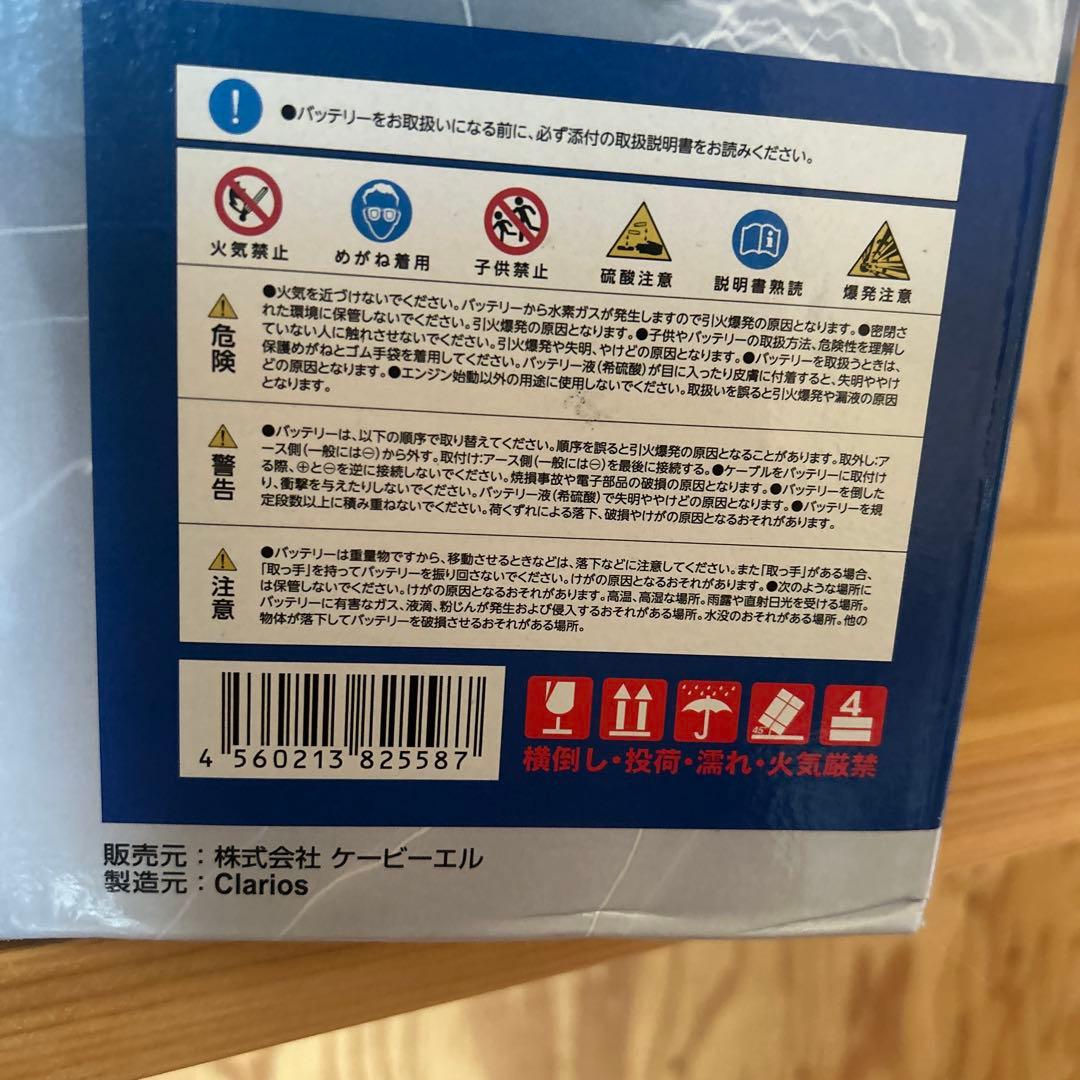 ●バッテリーをお取扱いになる前に、必ず添付の取扱説明書をお読みください。
火気禁止 めがね着用 子供禁止 硫酸注意 説明書熟読 爆発注意
危険
●火気を近づけないでください。バッテリーから水素ガスが発生しますので引火爆発の原因となります。●密閉さ
れた環境に保管しないでください。引火爆発の原因となります。●子供やバッテリーの取扱方法、危険性を理解し
ていない人に触れさせないでください。引火爆発や失明、やけどの原因となります。●バッテリーを取扱うときは、
保護めがねとゴム手袋を着用してください。バッテリー液(希硫酸)が目に入ったり皮膚に付着すると、失明ややけ
どの原因となります。●エンジン始動以外の用途に使用しないでください。取扱いを誤ると引火爆発や漏液の原因
となります。
警告
●バッテリーは、以下の順序で取り替えてください。順序を誤ると引火爆発の原因となることがあります。取外し:ア
ース側(一般には⊖)から外す。取付け:アース側(一般には⊖)を最後に接続する。●ケーブルをバッテリーに取付け
る際、⊕と⊖を逆に接続しないでください。焼損事故や電子部品の破損の原因となります。●バッテリーを倒した
り、衝撃を与えたりしないでください。バッテリー液(希硫酸)で失明ややけどの原因となります。●バッテリーを規
定段数以上に積み重ねないでください。荷くずれによる落下、破損やけがの原因となるおそれがあります。
注意
●バッテリーは重量物ですから、移動させるときなどは、落下などに注意してください。また「取っ手」がある場合、
「取っ手」を持ってバッテリーを振り回さないでください。けがの原因となるおそれがあります。●次のような場所に
は保管しないでください。けがの原因となるおそれがあります。高温、高湿な場所。雨露や直射日光を受ける場所。
バッテリーに有害なガス、液滴、粉じんが発生および侵入するおそれがある場所。水没のおそれがある場所。他の
物体が落下してバッテリーを破損させるおそれがある場所。
45°
4
4 560213 825587
横倒し・投荷・濡れ・火気厳禁
販売元：株式会社 ケービーエル
製造元：Clarios